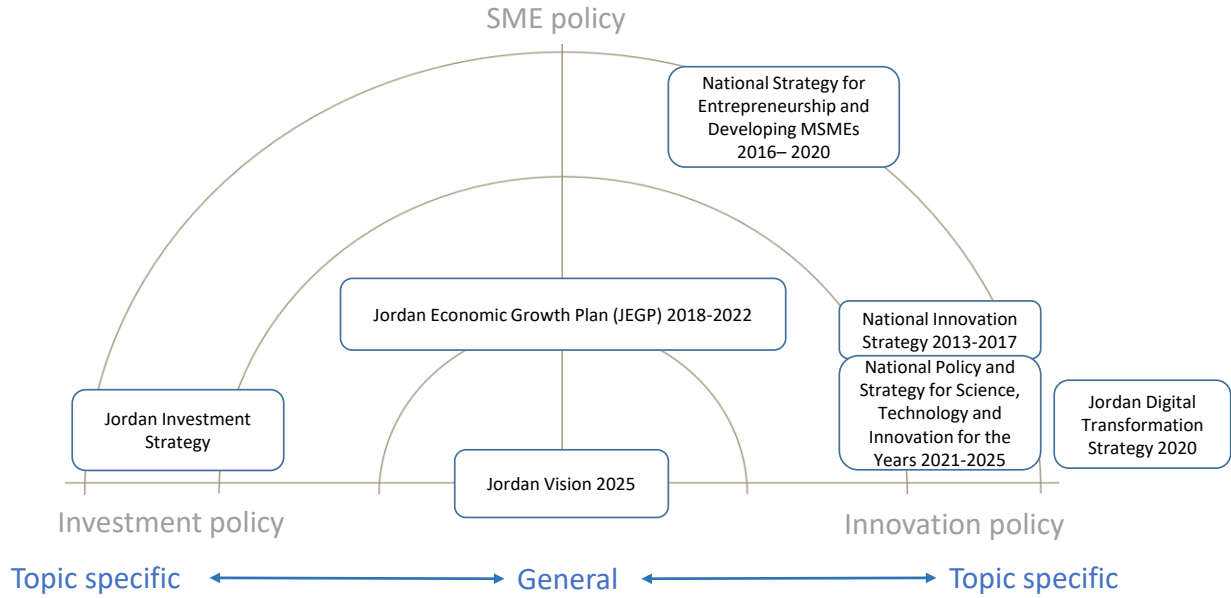 SME policy
National Strategy for
Entrepreneurship and
Developing MSMEs
2016– 2020
Jordan Economic Growth Plan (JEGP) 2018-2022
National Innovation
Strategy 2013-2017
National Policy and
Strategy for Science,
Technology and
Innovation for the
Years 2021-2025
Jordan Digital
Transformation
Strategy 2020
Jordan Investment
Strategy
Jordan Vision 2025
Investment policy
Innovation policy
Topic specific
General
Topic specific